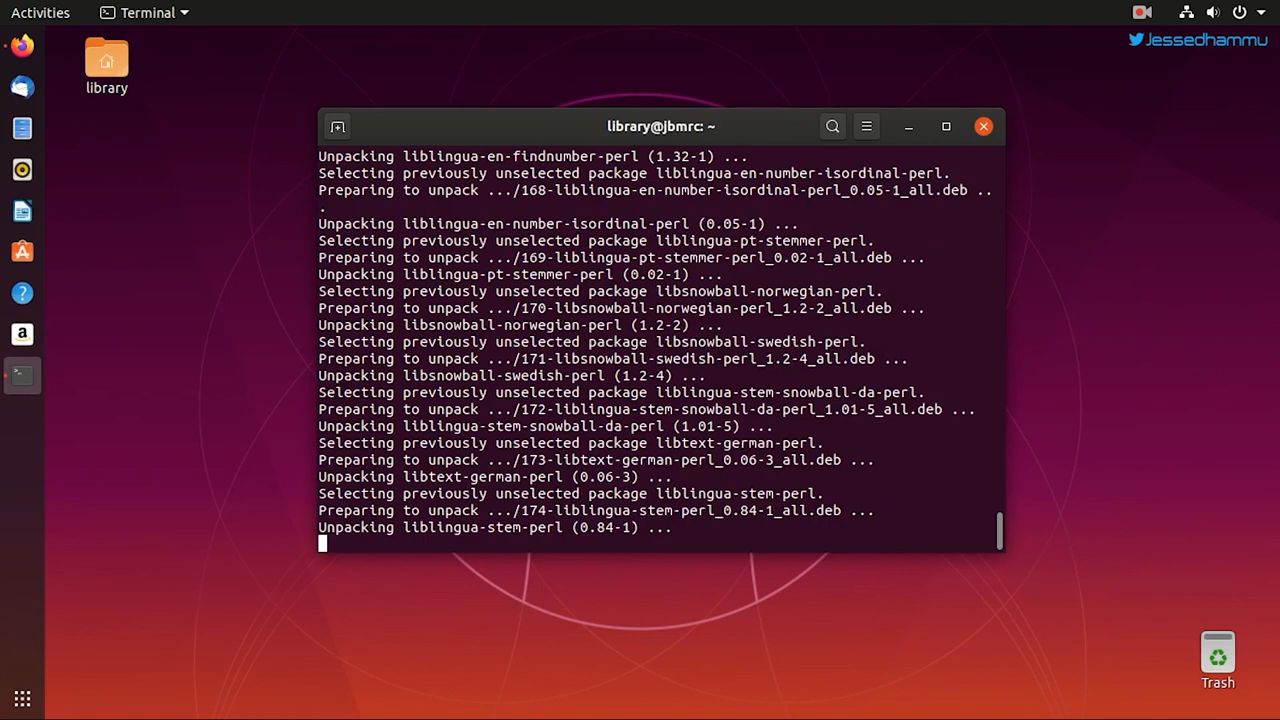 Activities
Terminal
Jessedhammu
library
library@jbmrc: ~
Unpacking liblingua-en-findnumber-perl (1.32-1) ...
Selecting previously unselected package liblingua-en-number-isordinal-perl.
Preparing to unpack .../168-liblingua-en-number-isordinal-perl_0.05-1_all.deb ..
.
Unpacking liblingua-en-number-isordinal-perl (0.05-1) ...
Selecting previously unselected package liblingua-pt-stemmer-perl.
Preparing to unpack .../169-liblingua-pt-stemmer-perl_0.02-1_all.deb ...
Unpacking liblingua-pt-stemmer-perl (0.02-1) ...
Selecting previously unselected package libsnowball-norwegian-perl.
Preparing to unpack .../170-libsnowball-norwegian-perl_1.2-2_all.deb ...
Unpacking libsnowball-norwegian-perl (1.2-2) ...
Selecting previously unselected package libsnowball-swedish-perl.
Preparing to unpack .../171-libsnowball-swedish-perl_1.2-4_all.deb ...
Unpacking libsnowball-swedish-perl (1.2-4) ...
Selecting previously unselected package liblingua-stem-snowball-da-perl.
Preparing to unpack .../172-liblingua-stem-snowball-da-perl_1.01-5_all.deb ...
Unpacking liblingua-stem-snowball-da-perl (1.01-5) ...
Selecting previously unselected package libtext-german-perl.
Preparing to unpack .../173-libtext-german-perl_0.06-3_all.deb ...
Unpacking libtext-german-perl (0.06-3) ...
Selecting previously unselected package liblingua-stem-perl.
Preparing to unpack .../174-liblingua-stem-perl_0.84-1_all.deb ...
Unpacking liblingua-stem-perl (0.84-1) ...
Trash